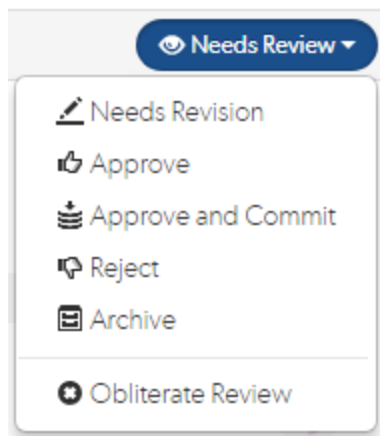 Needs Review
Needs Revision
Approve
Approve and Commit
Reject
Archive
Obliterate Review